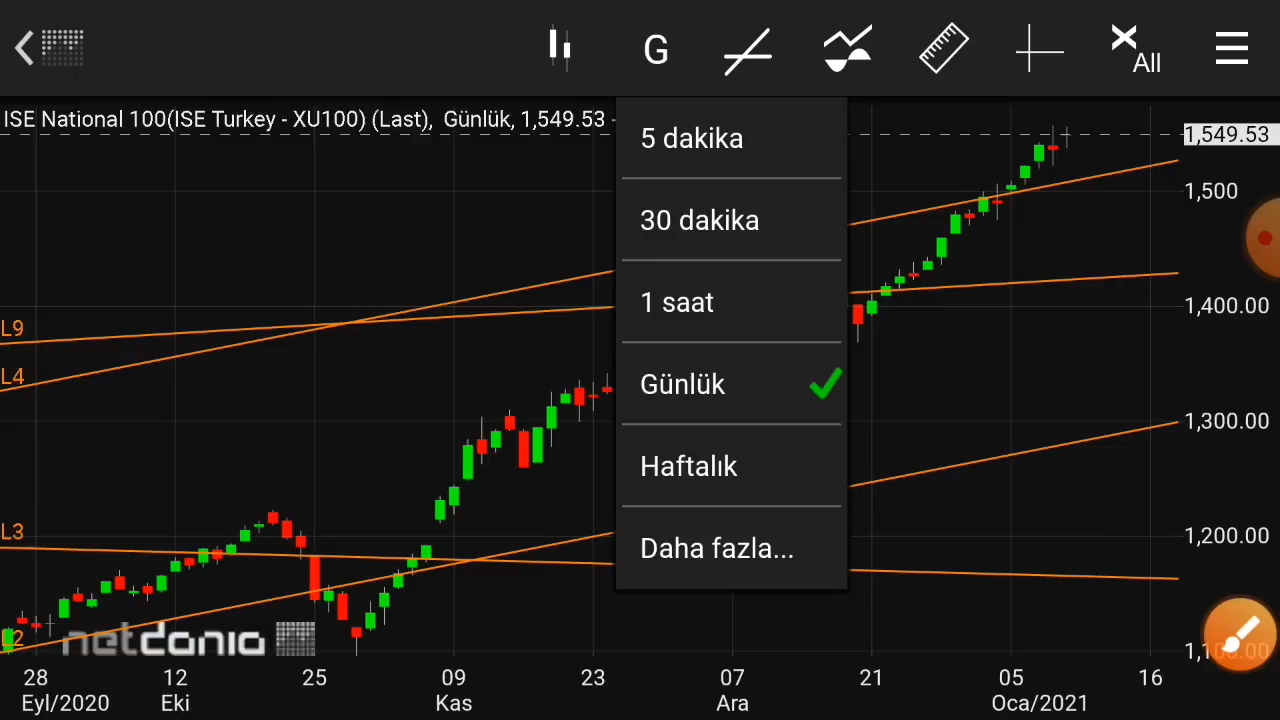 G
All
ISE National 100(ISE Turkey - XU100) (Last), Günlük, 1,549.53 -
5 dakika
30 dakika
1 saat
Günlük
Haftalık
Daha fazla...
1,549.53
1,500
1,400.00
1,300.00
1,200.00
L9
L4
L3
L2
netdania
28 12 25 09 23 07 21 05 16
Eyl/2020 Eki Kas Ara Oca/2021